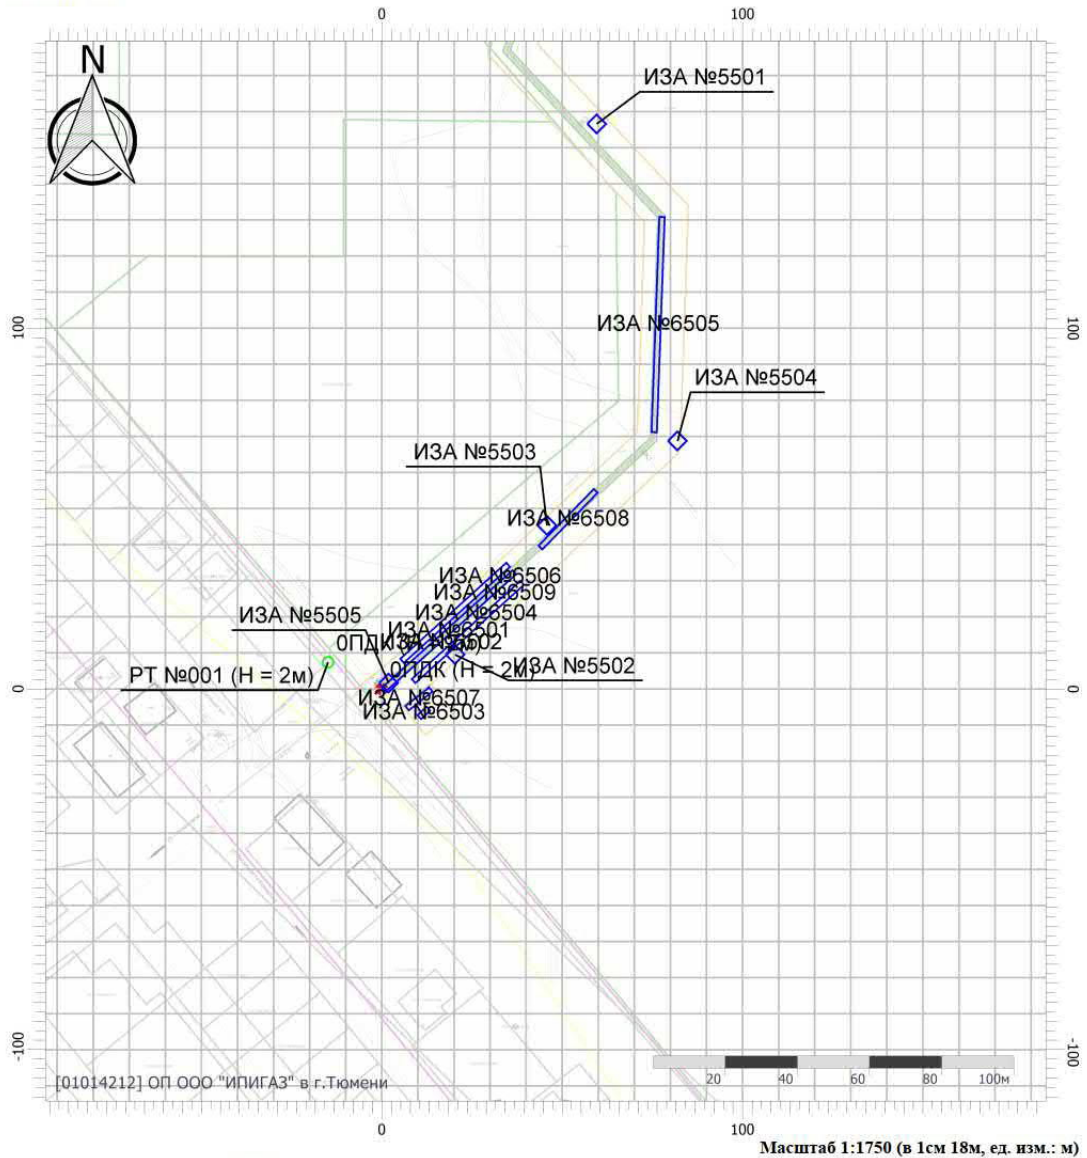 0
100
N
ИЗА №5501
100
100
ИЗА №6505
ИЗА №5504
ИЗА №5503
ИЗА №6508
ИЗА №6506
ИЗА №6509
ИЗА №6504
ИЗА №5505
ИЗА №6501
ИЗА №5502
РТ №001 (Н = 2м)
0ПДК (Н = 2м)
0
0
ИЗА №6507
ИЗА №6503
-100
-100
20
40
60
80
100м
[01014212] ОП ООО "ИПИГАЗ" в г.Тюмени
0
100
Масштаб 1:1750 (в 1см 18м, ед. изм.: м)